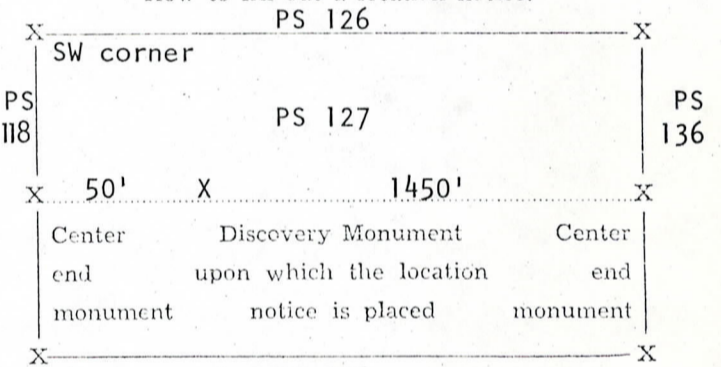 PS 126
X X
SW corner
PS 118
PS 127
PS 136
X 50' X 1450' X
Center Discovery Monument Center
end upon which the location end
monument notice is placed monument
X X